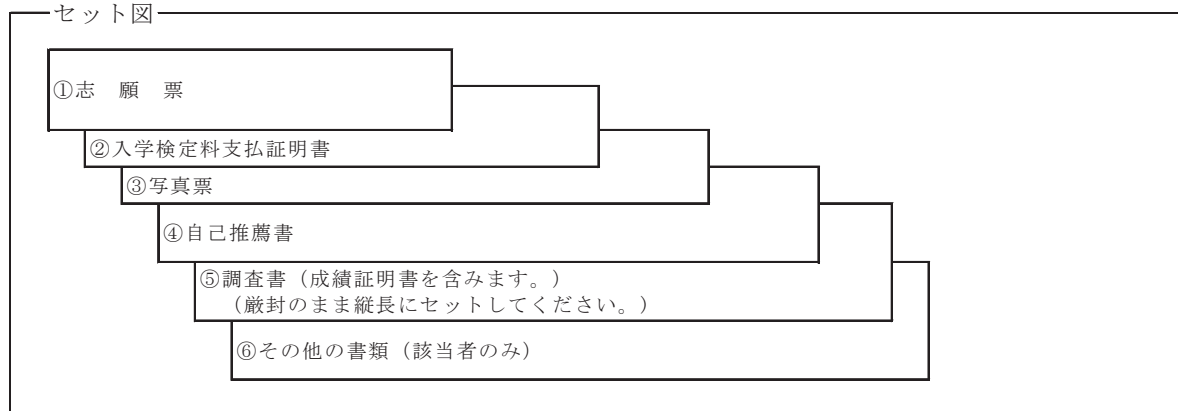 セット図
①志　願　票
②入学検定料支払証明書
③写真票
④自己推薦書
⑤調査書（成績証明書を含みます。）
（厳封のまま縦長にセットしてください。）
⑥その他の書類（該当者のみ）